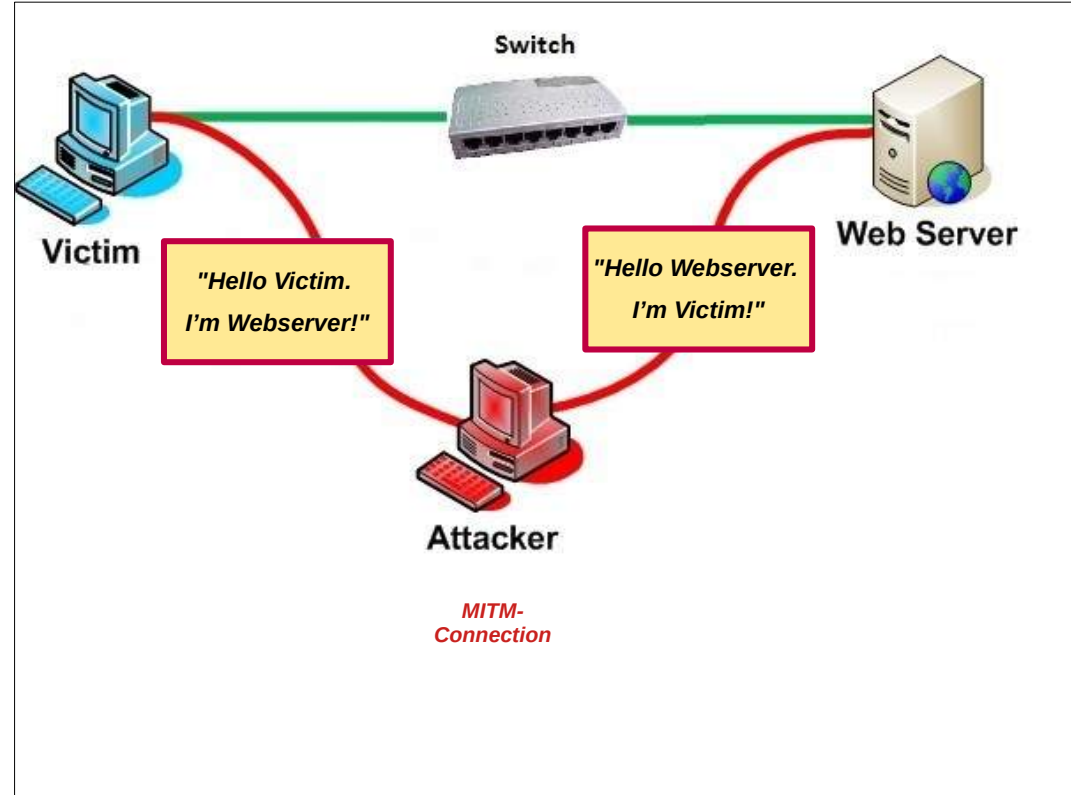 Switch
Victim
Web Server
"Hello Victim.
I’m Webserver!"
"Hello Webserver.
I’m Victim!"
Attacker
MITM-
Connection